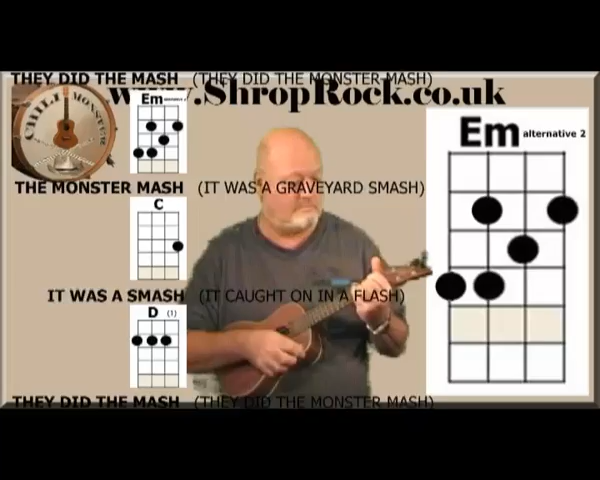 THEY DID THE MASH (THEY DID THE MONSTER MASH)
www.ShropRock.co.uk
CHILI MONSTER
Em
Em alternative 2
THE MONSTER MASH (IT WAS A GRAVEYARD SMASH)
C
IT WAS A SMASH (IT CAUGHT ON IN A FLASH)
D (1)
THEY DID THE MASH (THEY DID THE MONSTER MASH)